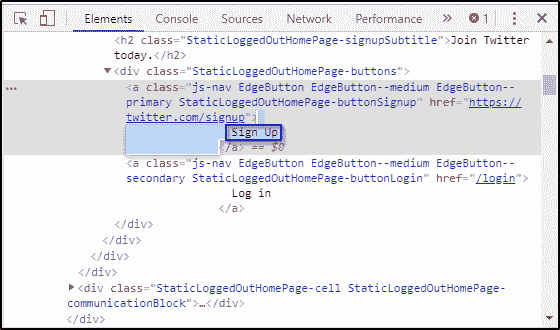 Elements Console Sources Network » 1
<h2 class="StaticLoggedOutHomePage-signupSubtitle">Join Twitter
today.</h2>
▼<div class="StaticLoggedOutHomePage-buttons">
… <a class="js-nav EdgeButton EdgeButton--medium EdgeButton--
primary StaticLoggedOutHomePage-buttonSignup" href="https://
twitter.com/signup">
Sign Up
</a> == $0
<a class="js-nav EdgeButton EdgeButton--medium EdgeButton--
secondary StaticLoggedOutHomePage-buttonLogin" href="/login">
Log in
</a>
</div>
</div>
</div>
</div>
▶<div class="StaticLoggedOutHomePage-cell StaticLoggedOutHomePage-
communicationBlock">…</div>
</div>